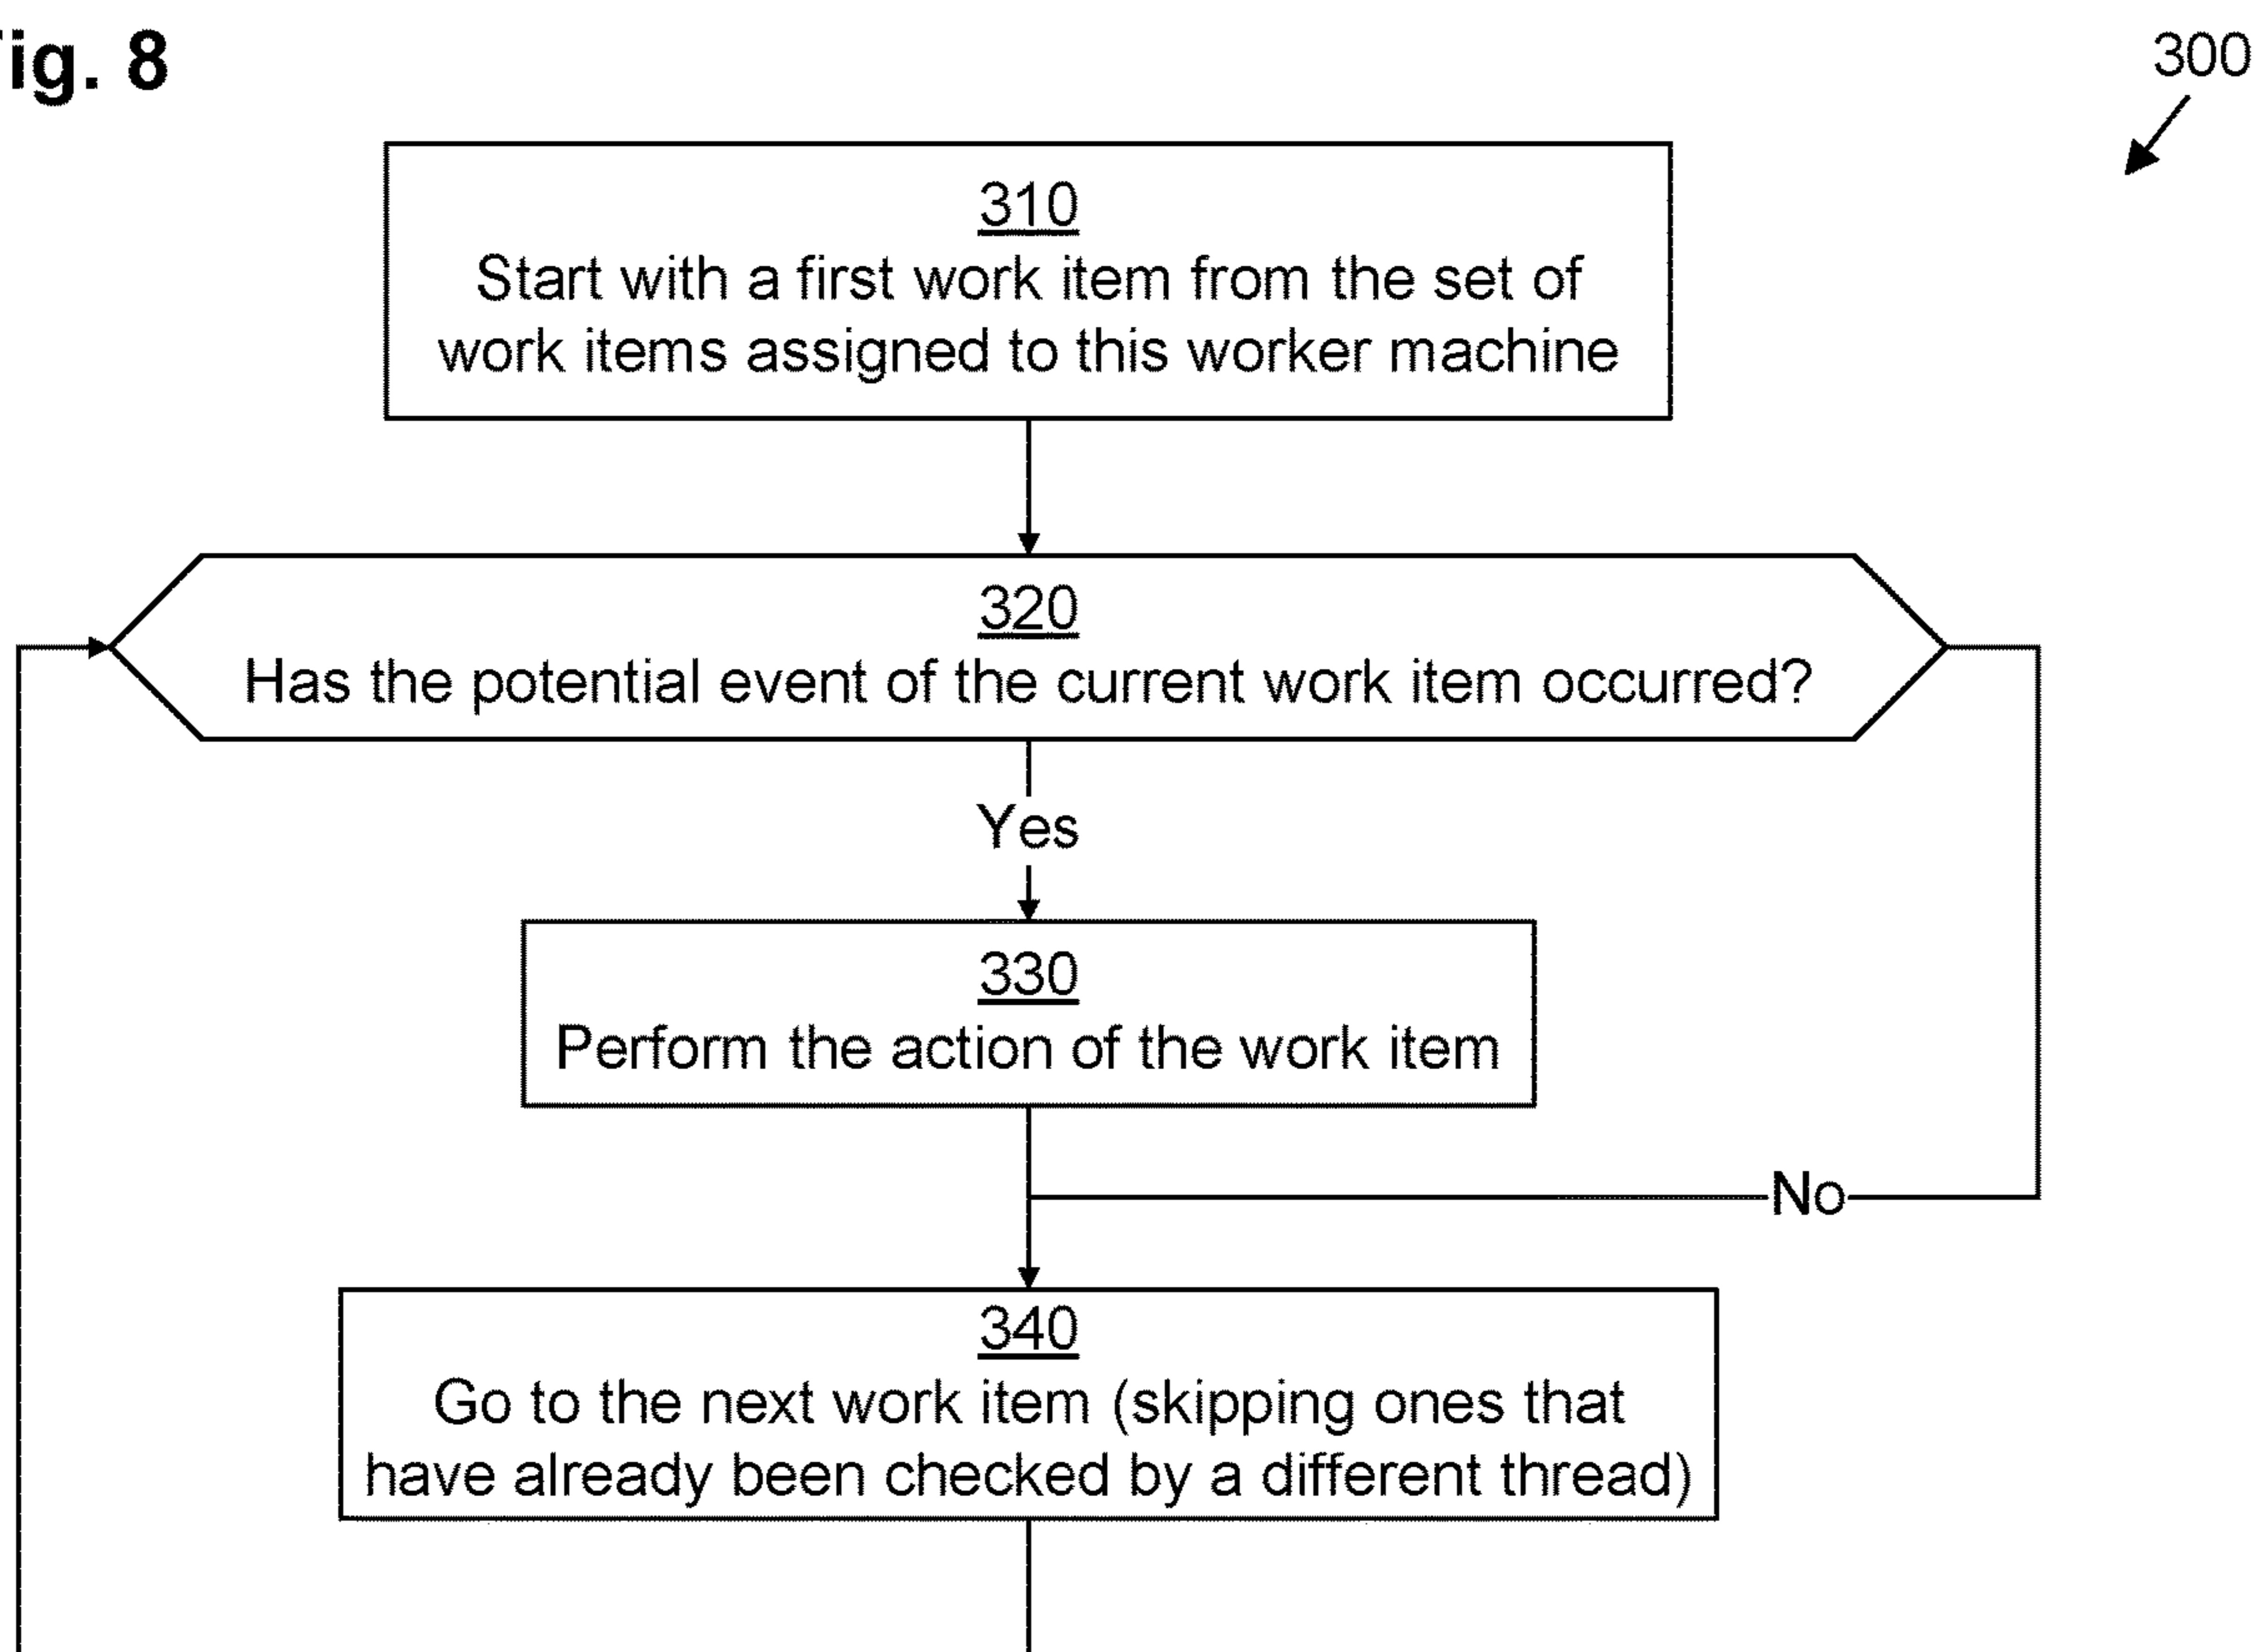 ig. 8
300
310
Start with a first work item from the set of
work items assigned to this worker machine
320
Has the potential event of the current work item occurred?
Yes
330
Perform the action of the work item
No
340
Go to the next work item (skipping ones that
have already been checked by a different thread)